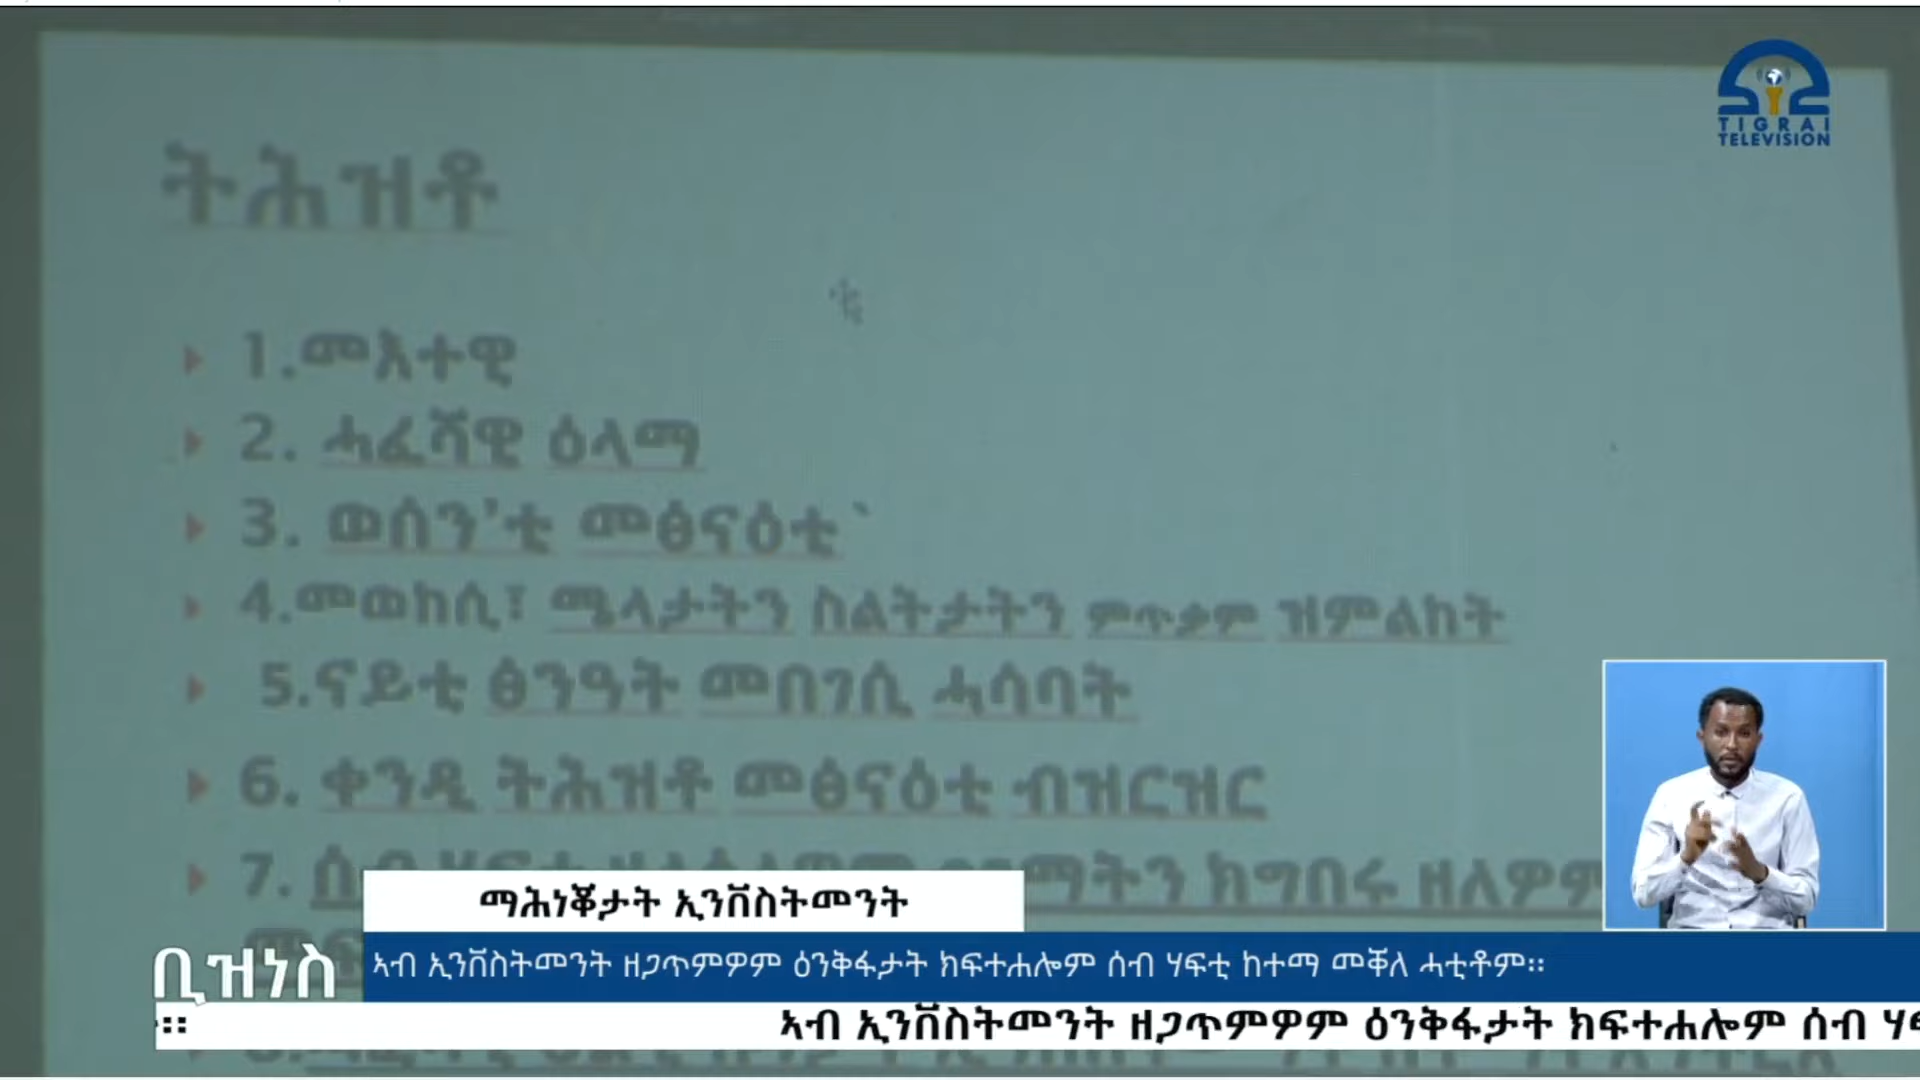 TIGRAI
TELEVISION
ትሕዝቶ
1.መእተዊ
2. ሓፈሻዊ ዕላማ
3. ወሰን'ቲ መፅናዕቲ`
4.መወከሲ፣ ሜላታትን ስልትታትን ምጥቃም ዝምልከት
5.ናይቲ ፅንዓት መበገሲ ሓሳባት
6. ቀንዲ ትሕዝቶ መፅናዕቲ ብዝርዝር
7. ክግበሩ ዘለዎም
ማሕነቖታት ኢንቨስትመንት
ቢዝነስ
ኣብ ኢንቨስትመንት ዘጋጥምዎም ዕንቅፋታት ክፍተሐሎም ሰብ ሃፍቲ ከተማ መቐለ ሓቲቶም።
። ኣብ ኢንቨስትመንት ዘጋጥምዎም ዕንቅፋታት ክፍተሐሎም ሰብ